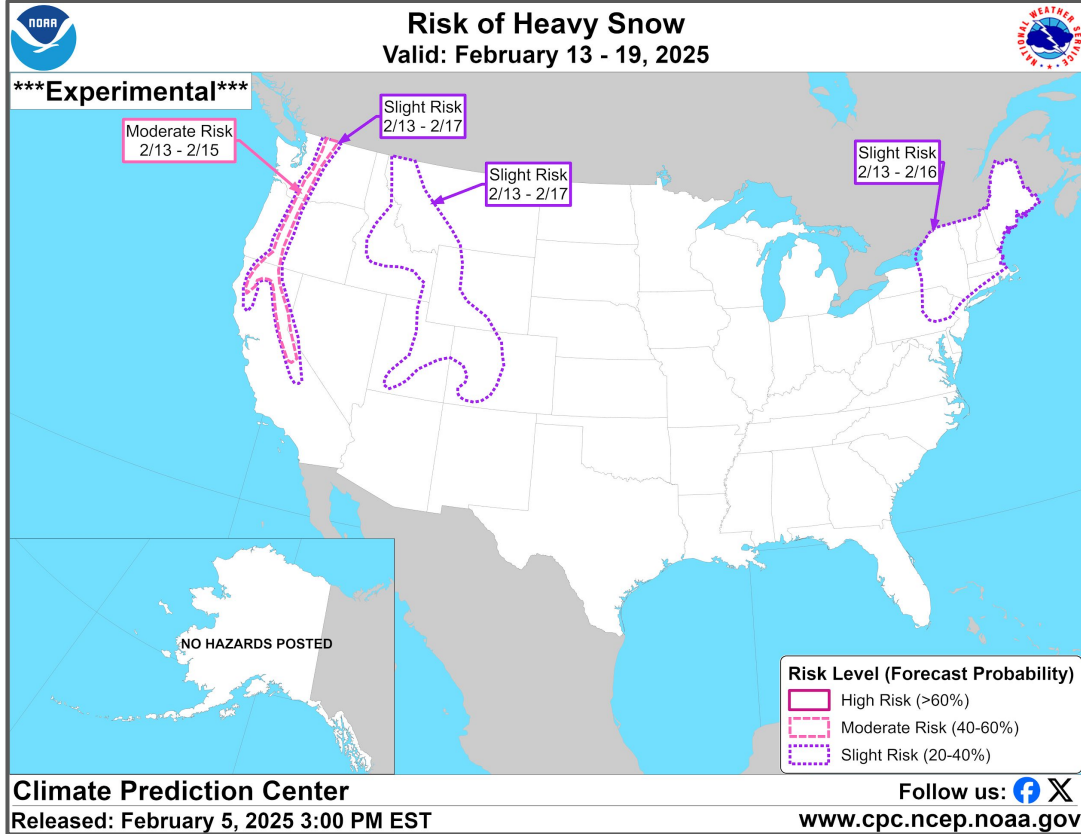 NOAA
Risk of Heavy Snow
Valid: February 13 - 19, 2025
NATIONAL WEATHER SERVICE
***Experimental***
Moderate Risk
2/13 - 2/15
Slight Risk
2/13 - 2/17
Slight Risk
2/13 - 2/17
Slight Risk
2/13 - 2/16
NO HAZARDS POSTED
Risk Level (Forecast Probability)
High Risk (>60%)
Moderate Risk (40-60%)
Slight Risk (20-40%)
Climate Prediction Center
Follow us:
Released: February 5, 2025 3:00 PM EST
www.cpc.ncep.noaa.gov